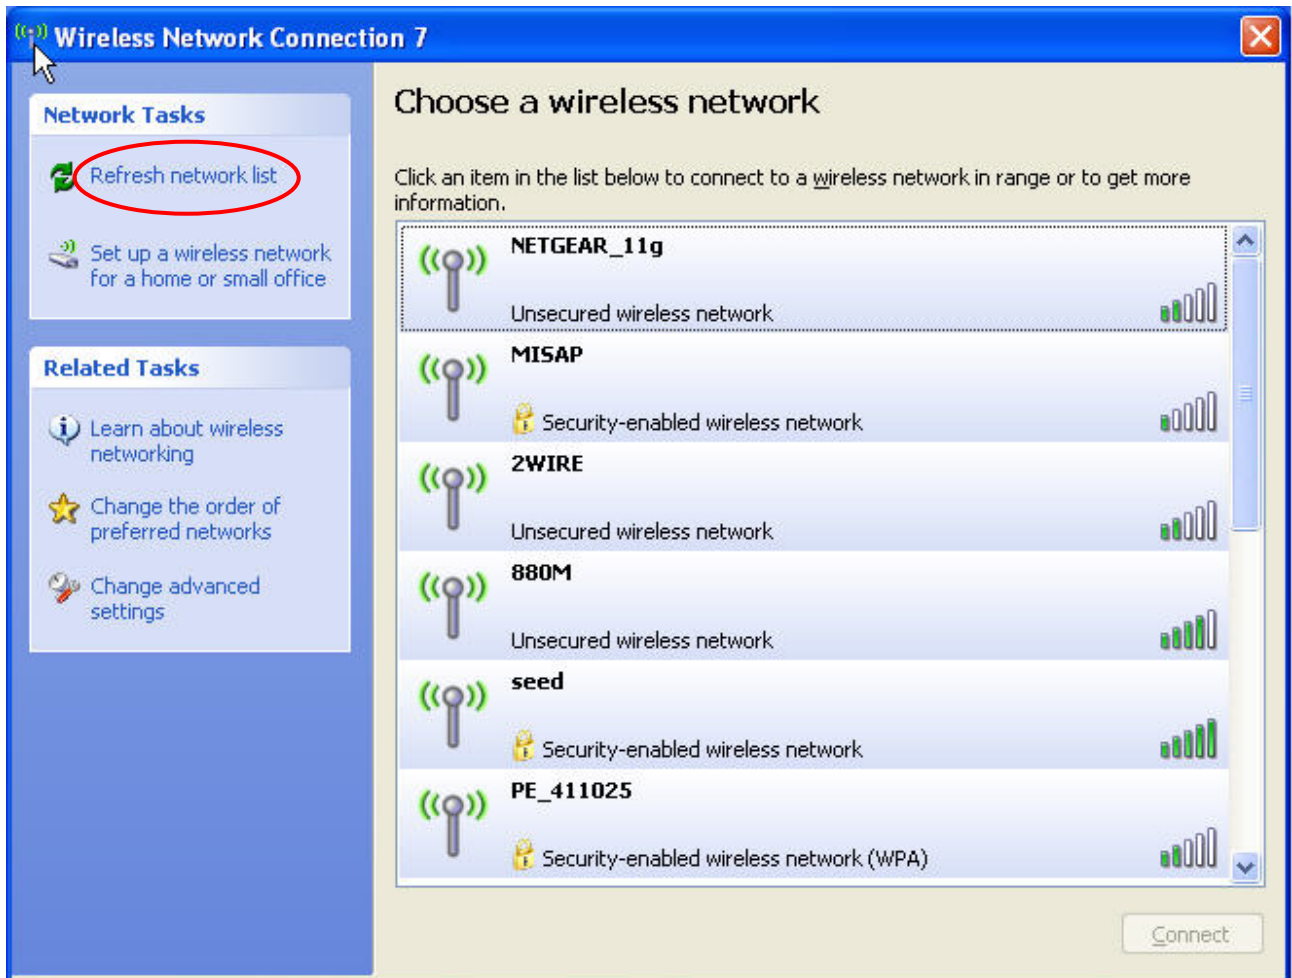 Wireless Network Connection 7
Network Tasks
Refresh network list
Set up a wireless network
for a home or small office
Related Tasks
Learn about wireless
networking
Change the order of
preferred networks
Change advanced
settings
Choose a wireless network
Click an item in the list below to connect to a wireless network in range or to get more
information.
NETGEAR_11g
Unsecured wireless network
MISAP
Security-enabled wireless network
2WIRE
Unsecured wireless network
880M
Unsecured wireless network
seed
Security-enabled wireless network
PE_411025
Security-enabled wireless network (WPA)
Connect